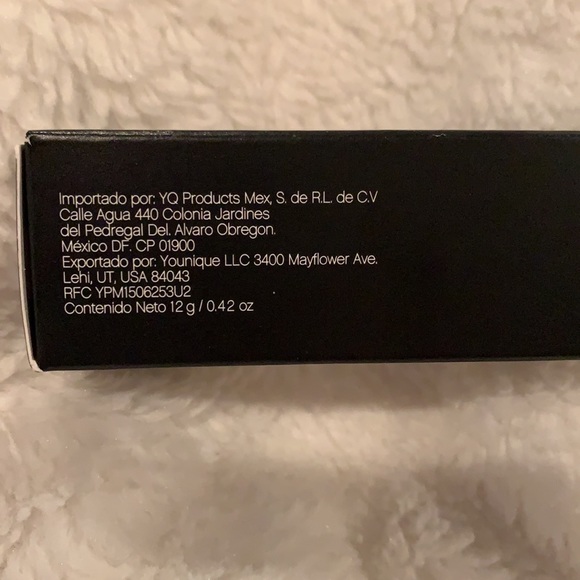 Importado por: YQ Products Mex, S. de R.L. de C.V
Calle Agua 440 Colonia Jardines
del Pedregal Del. Alvaro Obregon.
México DF. CP 01900
Exportado por: Younique LLC 3400 Mayflower Ave.
Lehi, UT, USA 84043
RFC YPM1506253U2
Contenido Neto 12 g / 0.42 oz